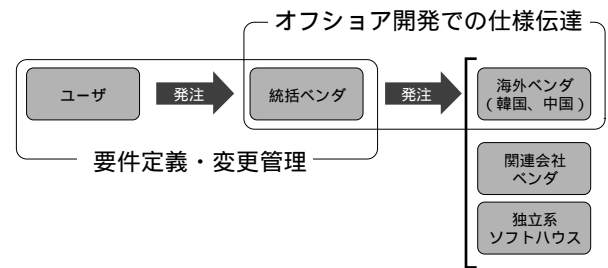 オフショア開発での仕様伝達
ユーザ
発注
統括ベンダ
発注
海外ベンダ
(韓国、中国)
要件定義・変更管理
関連会社
ベンダ
独立系
ソフトハウス